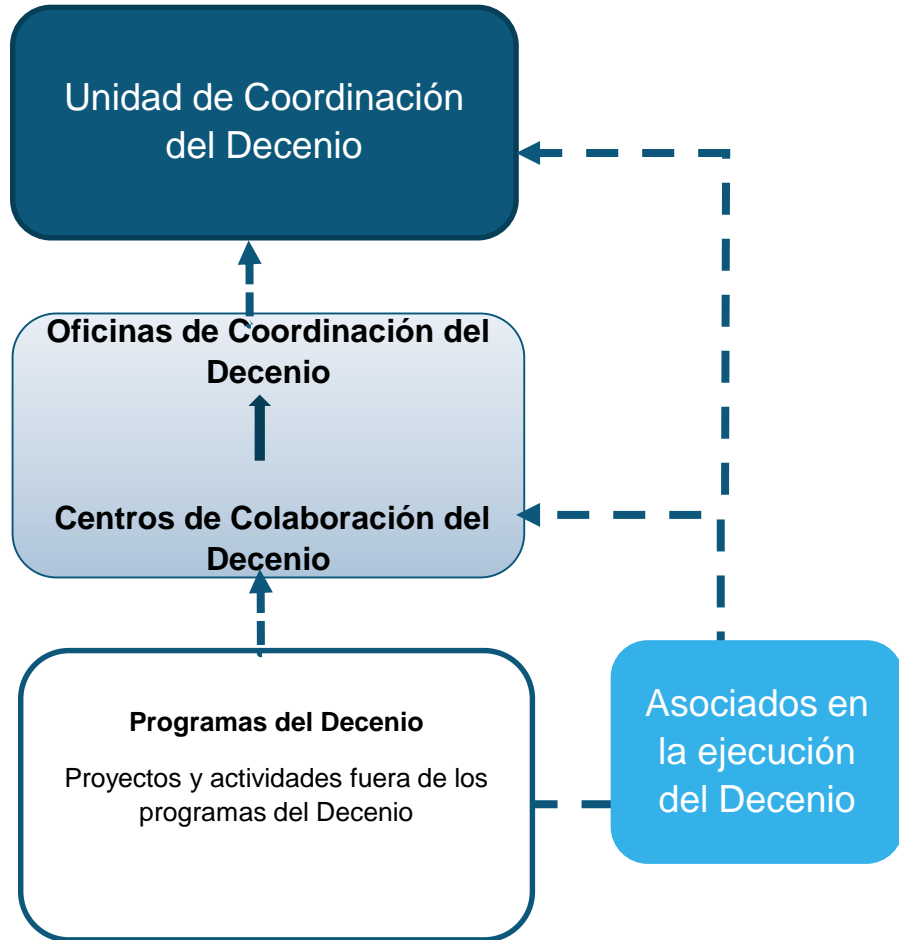 Unidad de Coordinación
del Decenio
Oficinas de Coordinación del
Decenio
Centros de Colaboración del
Decenio
Programas del Decenio
Proyectos y actividades fuera de los
programas del Decenio
Asociados en
la ejecución
del Decenio